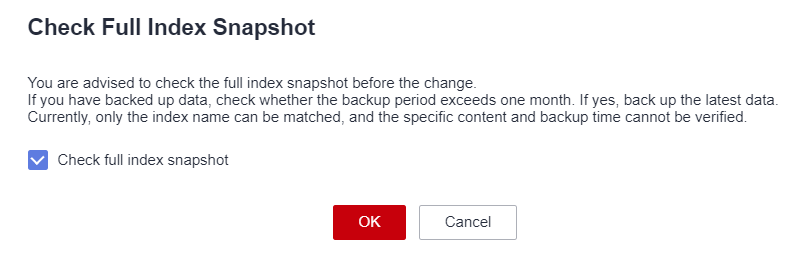 Check Full Index Snapshot
You are advised to check the full index snapshot before the change.
If you have backed up data, check whether the backup period exceeds one month. If yes, back up the latest data.
Currently, only the index name can be matched, and the specific content and backup time cannot be verified.
Check full index snapshot
OK
Cancel